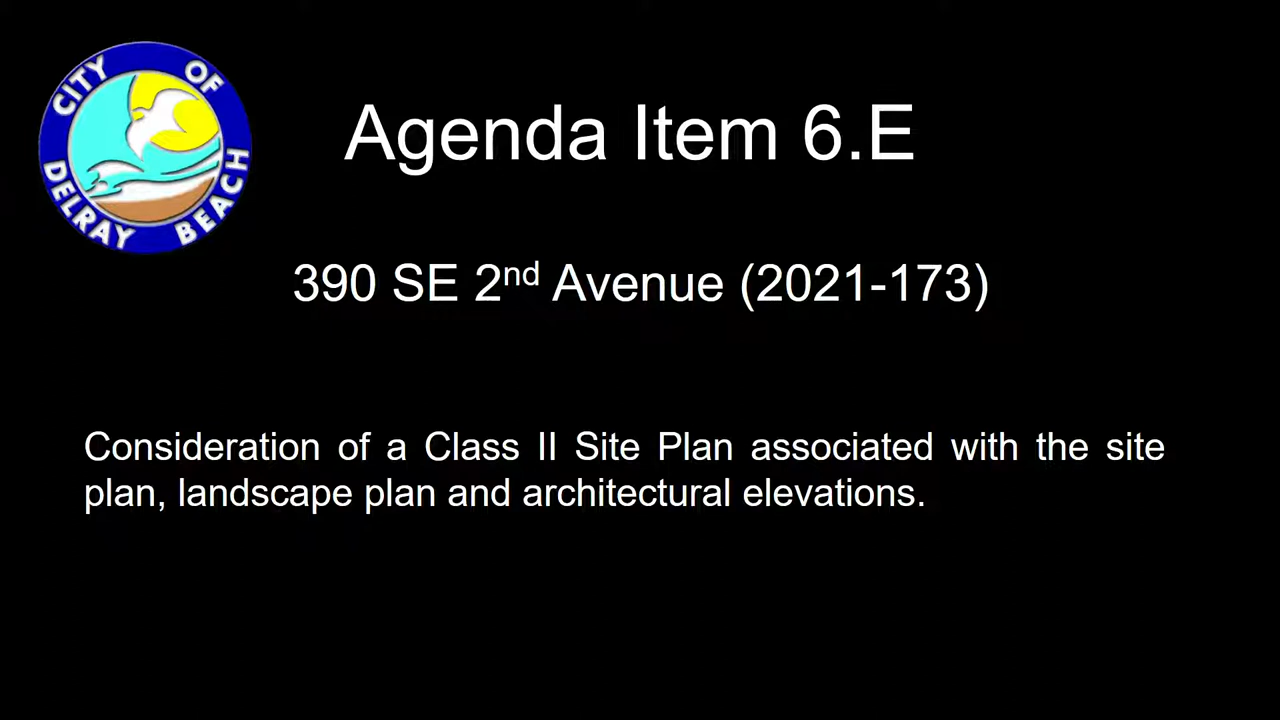 CITY OF
DELRAY BEACH
Agenda Item 6.E
390 SE 2nd Avenue (2021-173)
Consideration of a Class II Site Plan associated with the site
plan, landscape plan and architectural elevations.